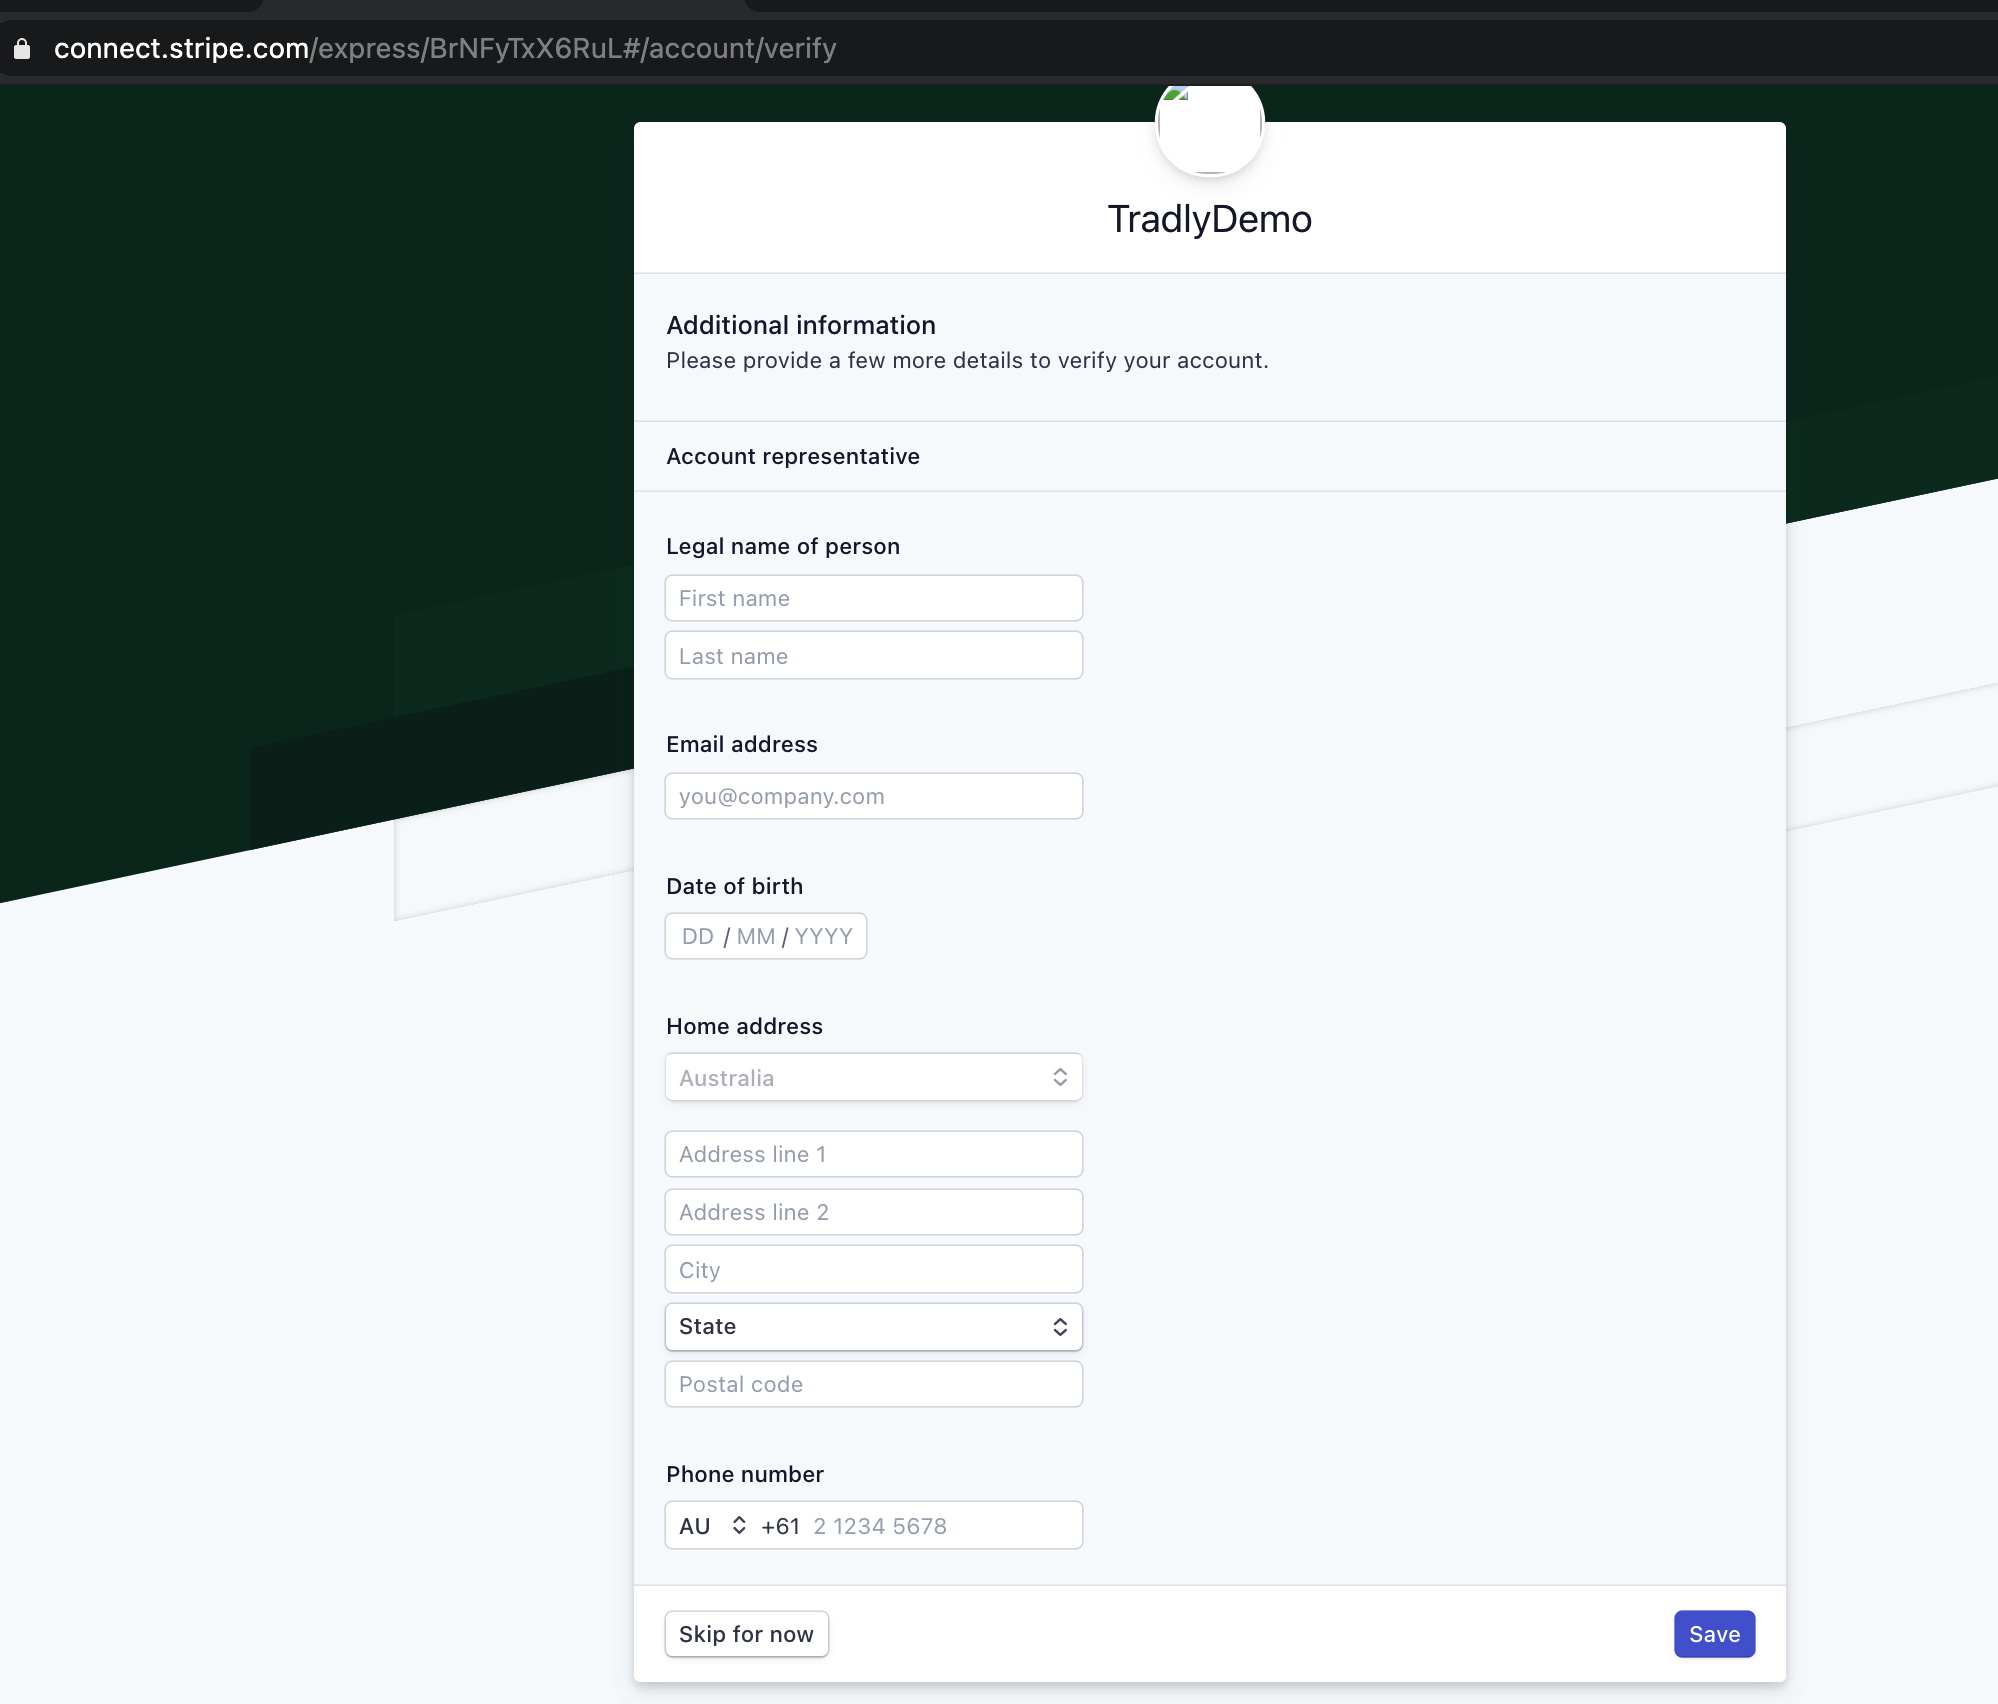 connect.stripe.com/express/BrNFyTxX6RuL#/account/verify
TradlyDemo
Additional information
Please provide a few more details to verify your account.
Account representative
Legal name of person
First name
Last name
Email address
you@company.com
Date of birth
DD / MM / YYYY
Home address
Australia
Address line 1
Address line 2
City
State
Postal code
Phone number
AU +61 2 1234 5678
Skip for now Save